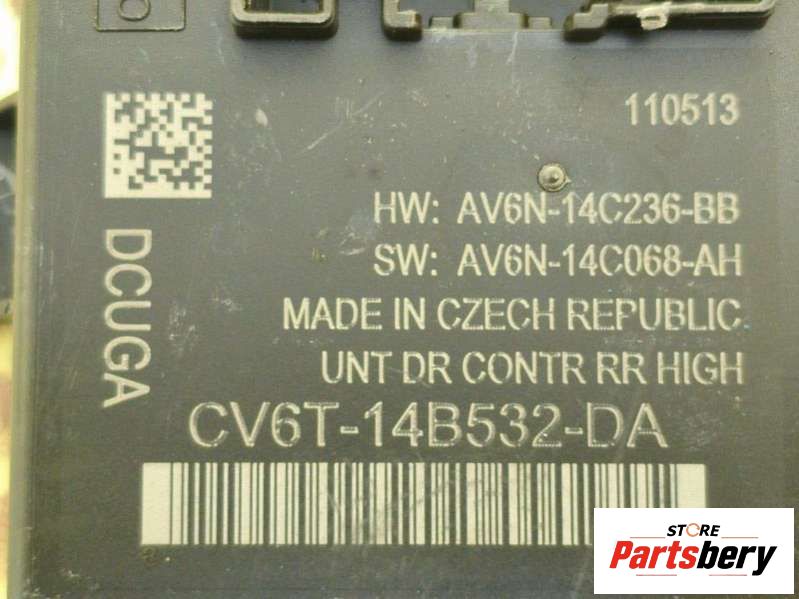 110513
HW: AV6N-14C236-BB
SW: AV6N-14C068-AH
MADE IN CZECH REPUBLIC
UNT DR CONTR RR HIGH
DCUGA
CV6T-14B532-DA
STORE
Partsbery